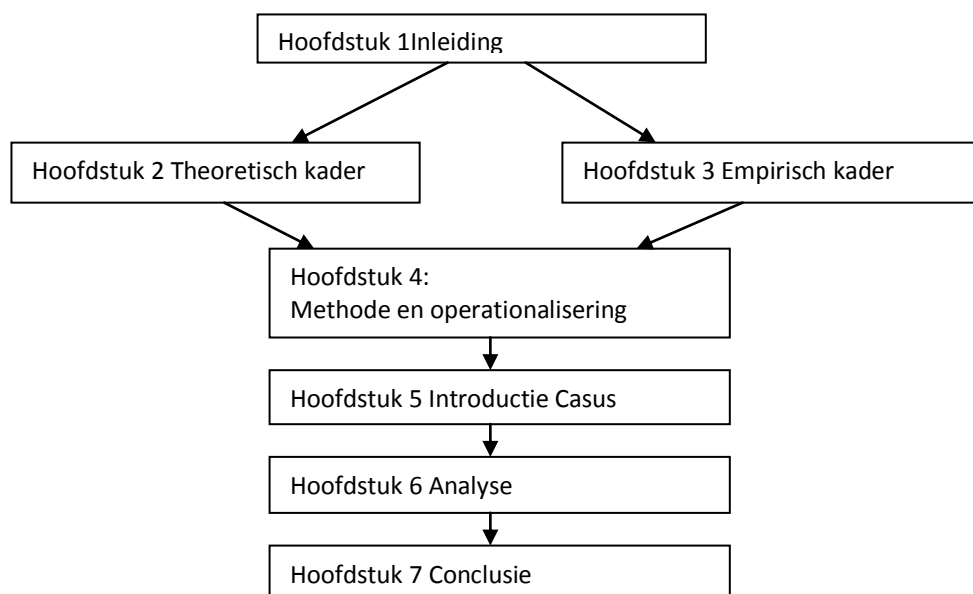 Hoofdstuk 1Inleiding
Hoofdstuk 2 Theoretisch kader
Hoofdstuk 3 Empirisch kader
Hoofdstuk 4:
Methode en operationalisering
Hoofdstuk 5 Introductie Casus
Hoofdstuk 6 Analyse
Hoofdstuk 7 Conclusie